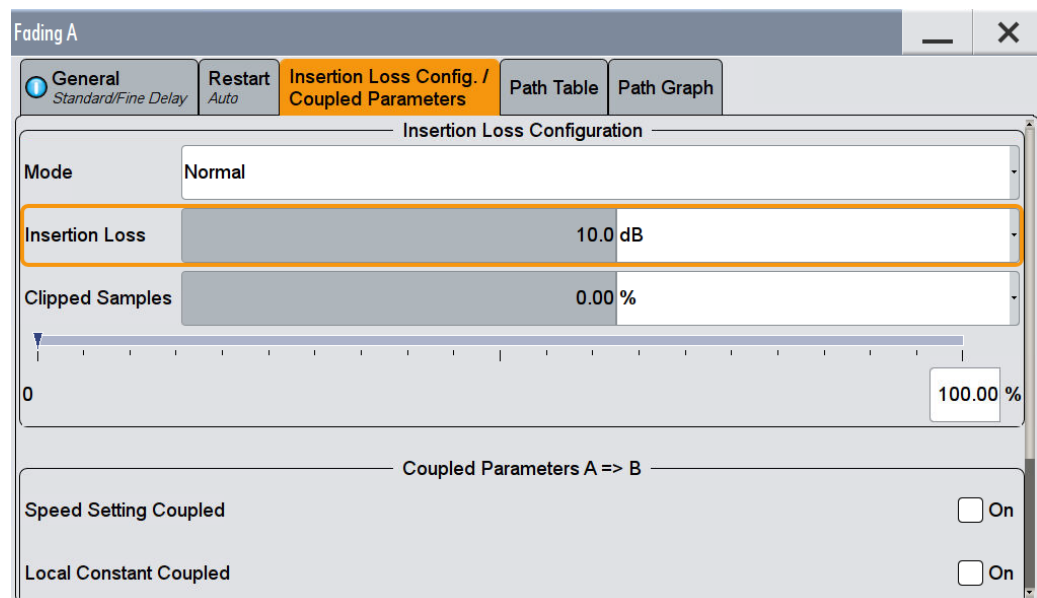 Fading A
General
Standard/Fine Delay
Restart
Auto
Insertion Loss Config. /
Coupled Parameters
Path Table
Path Graph
Insertion Loss Configuration
Mode
Normal
Insertion Loss
10.0 dB
Clipped Samples
0.00 %
0
100.00 %
Coupled Parameters A => B
Speed Setting Coupled
On
Local Constant Coupled
On